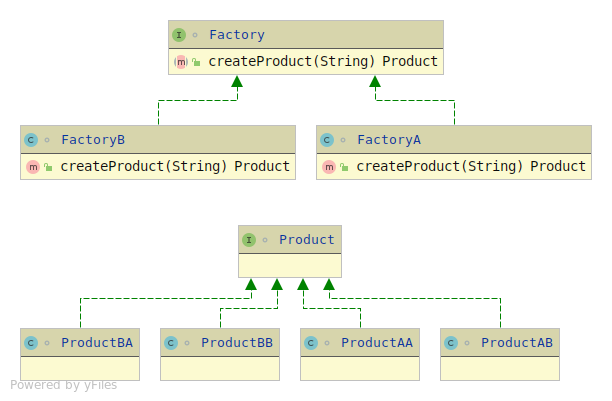 Factory
createProduct(String) Product
FactoryB
FactoryA
createProduct(String) Product
createProduct(String) Product
Product
ProductBA
ProductBB
ProductAA
ProductAB
Powered by yFiles